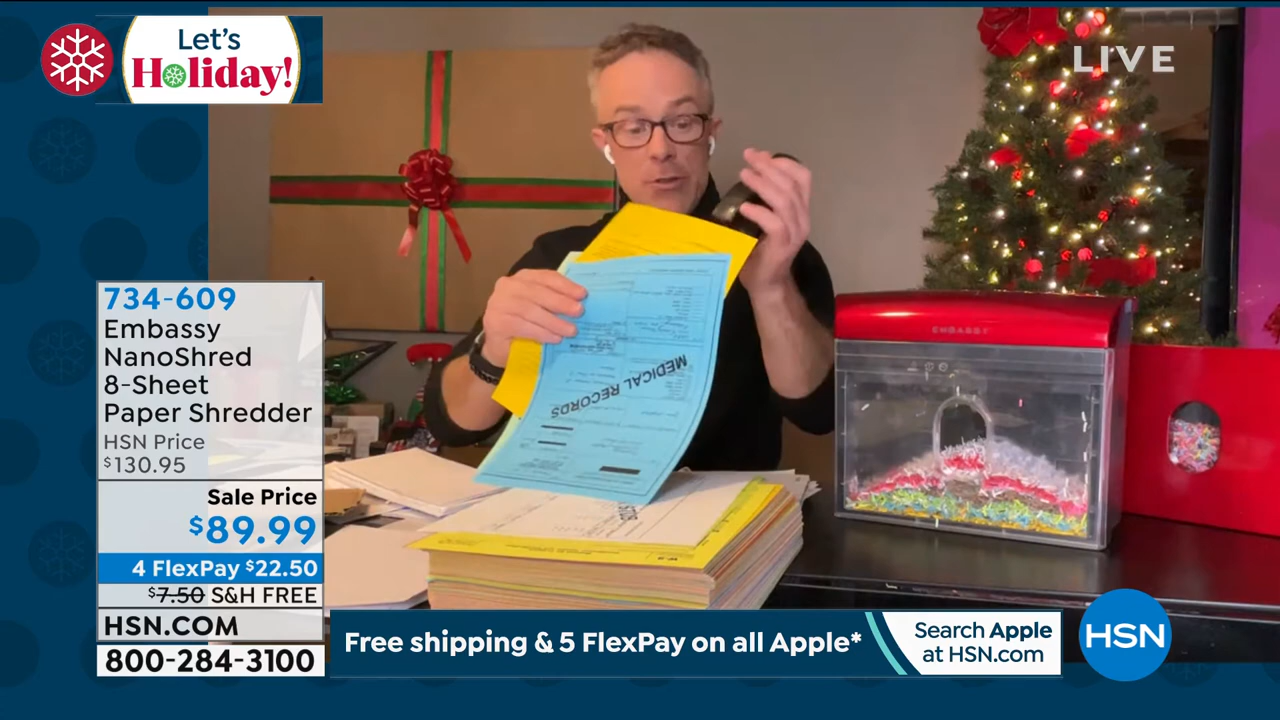 Let's
Holiday!
LIVE
734-609
Embassy
NanoShred
8-Sheet
Paper Shredder
HSN Price
$130.95
Sale Price
$89.99
4 FlexPay $22.50
$7.50 S&H FREE
HSN.COM
800-284-3100
EMBASSY
MEDICAL RECORDS
Free shipping & 5 FlexPay on all Apple*
Search Apple
at HSN.com
HSN